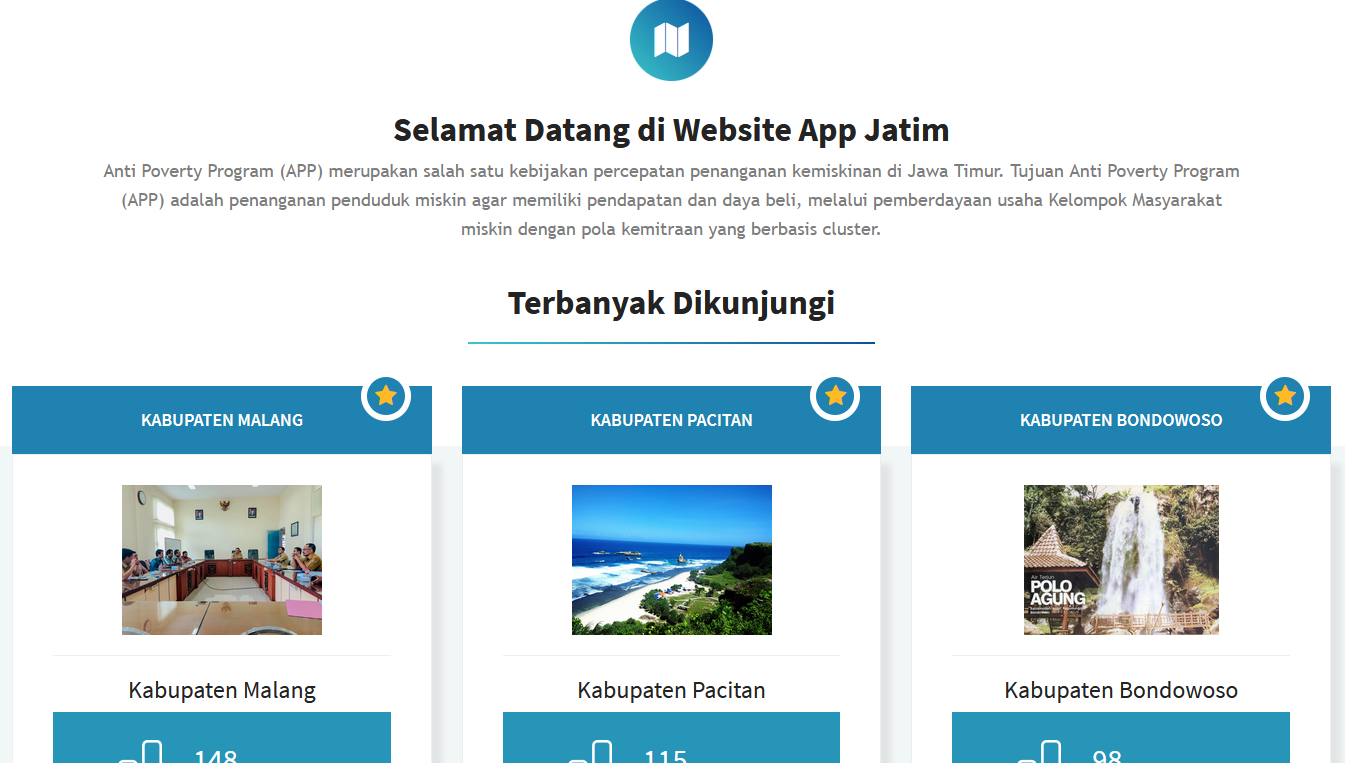 Selamat Datang di Website App Jatim
Anti Poverty Program (APP) merupakan salah satu kebijakan percepatan penanganan kemiskinan di Jawa Timur. Tujuan Anti Poverty Program
(APP) adalah penanganan penduduk miskin agar memiliki pendapatan dan daya beli, melalui pemberdayaan usaha Kelompok Masyarakat
miskin dengan pola kemitraan yang berbasis cluster.
Terbanyak Dikunjungi
KABUPATEN MALANG
KABUPATEN PACITAN
KABUPATEN BONDOWOSO
Air Terjun
POLO
AGUNG
Kabupaten Malang
Kabupaten Pacitan
Kabupaten Bondowoso
148
115
98